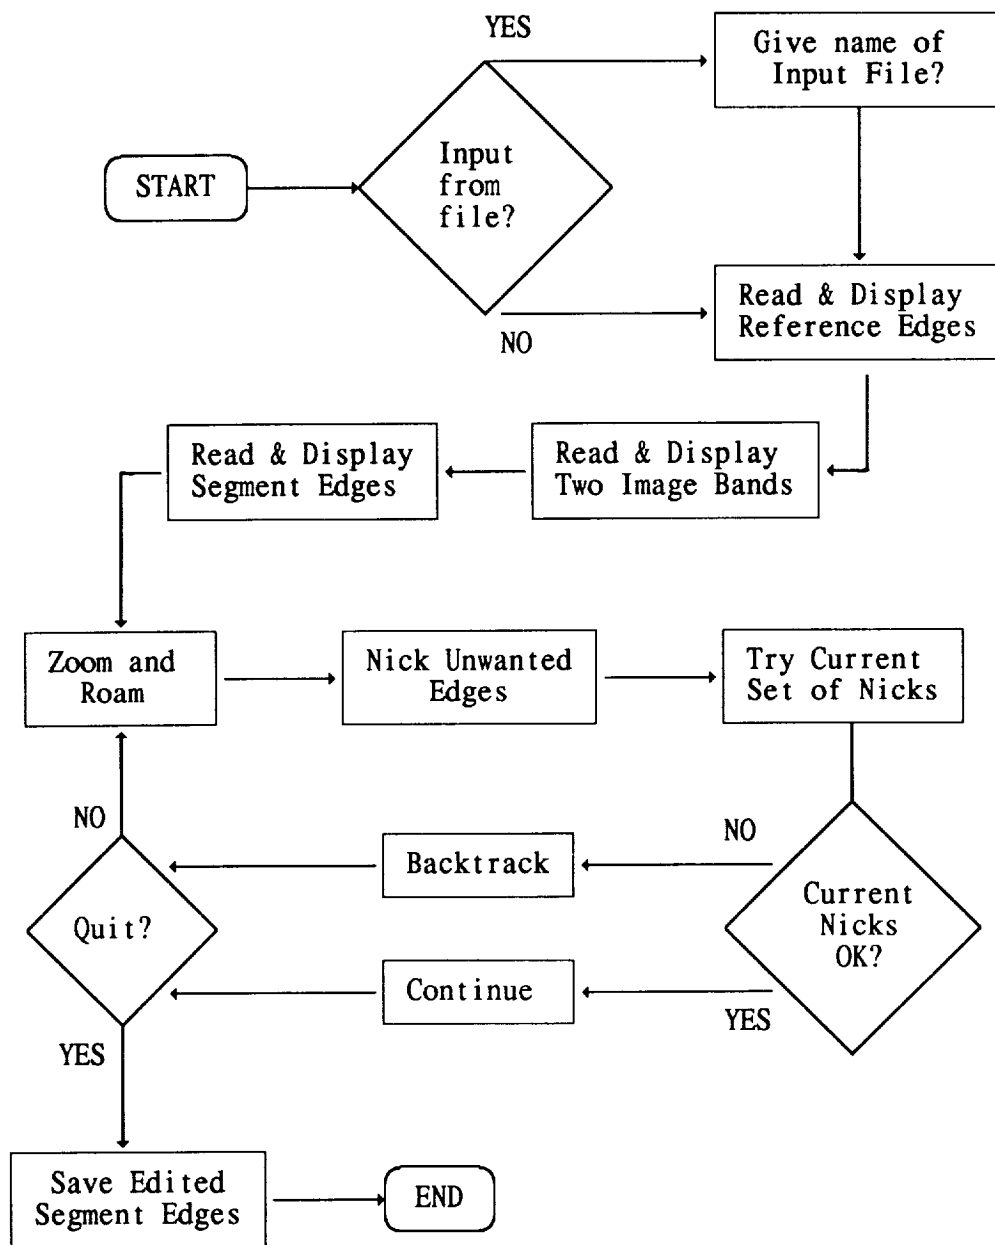 YES
Give name of
Input File?
START
Input
from
file?
NO
Read & Display
Reference Edges
Read & Display
Segment Edges
Read & Display
Two Image Bands
Zoom and
Roam
Nick Unwanted
Edges
Try Current
Set of Nicks
NO
NO
Backtrack
Quit?
Current
Nicks
OK?
Continue
YES
YES
Save Edited
Segment Edges
END